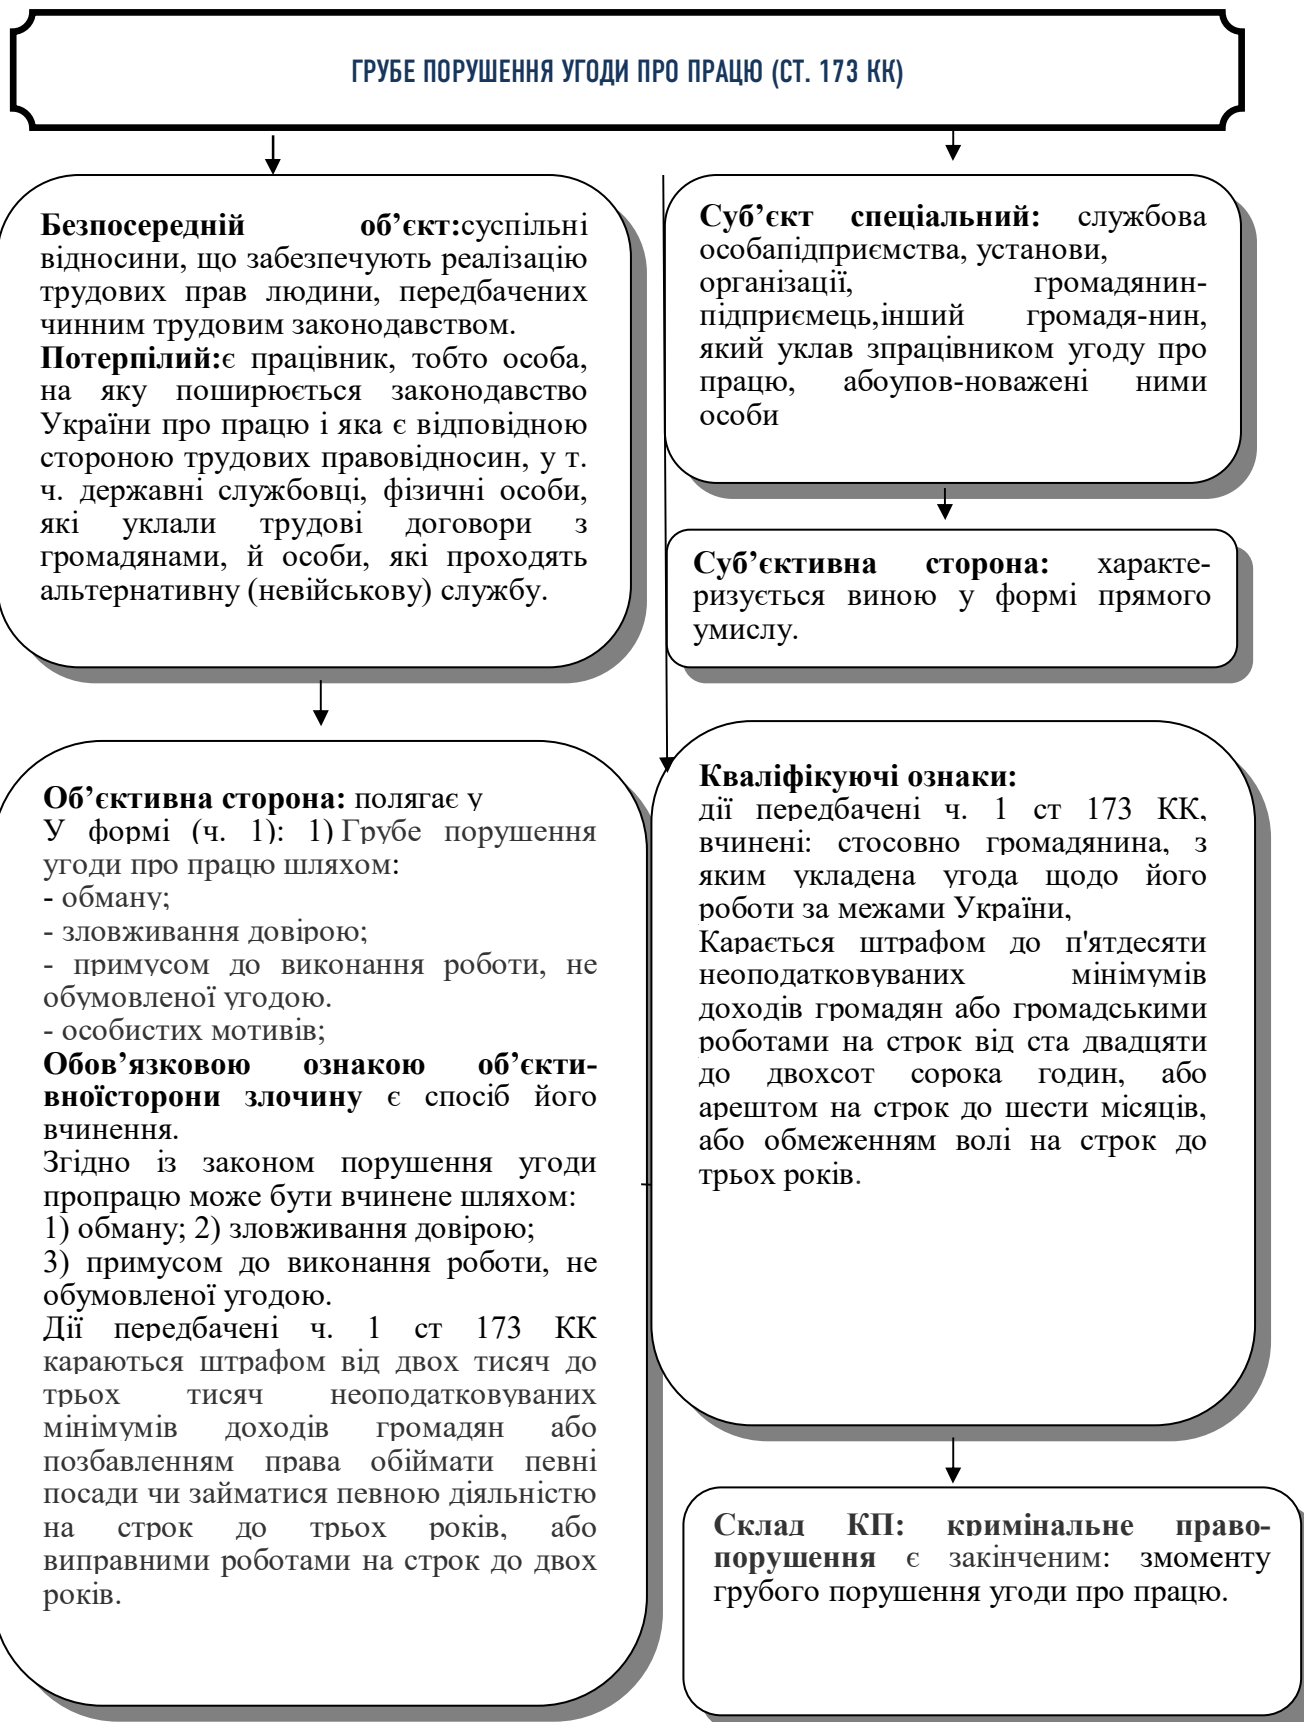 ГРУБЕ ПОРУШЕННЯ УГОДИ ПРО ПРАЦЮ (СТ. 173 КК)
Безпосередній об’єкт:суспільні
відносини, що забезпечують реалізацію
трудових прав людини, передбачених
чинним трудовим законодавством.
Потерпілий:є працівник, тобто особа,
на яку поширюється законодавство
України про працю і яка є відповідною
стороною трудових правовідносин, у т.
ч. державні службовці, фізичні особи,
які уклали трудові договори з
громадянами, й особи, які проходять
альтернативну (невійськову) службу.
Об’єктивна сторона: полягає у
У формі (ч. 1): 1) Грубе порушення
угоди про працю шляхом:
- обману;
- зловживання довірою;
- примусом до виконання роботи, не
обумовленої угодою.
- особистих мотивів;
Обов’язковою ознакою об’єкти-
вноїсторони злочину є спосіб його
вчинення.
Згідно із законом порушення угоди
пропрацю може бути вчинене шляхом:
1) обману; 2) зловживання довірою;
3) примусом до виконання роботи, не
обумовленої угодою.
Дії передбачені ч. 1 ст 173 КК
караються штрафом від двох тисяч до
трьох тисяч неоподатковуваних
мінімумів доходів громадян або
позбавленням права обіймати певні
посади чи займатися певною діяльністю
на строк до трьох років, або
виправними роботами на строк до двох
років.
Суб’єкт спеціальний: службова
особапідприємства, установи,
організації, громадянин-
підприємець,інший громадя-нин,
який уклав зпрацівником угоду про
працю, абоупов-новажені ними
особи
Суб’єктивна сторона: характе-
ризується виною у формі прямого
умислу.
Кваліфікуючі ознаки:
дії передбачені ч. 1 ст 173 КК,
вчинені: стосовно громадянина, з
яким укладена угода щодо його
роботи за межами України,
Карається штрафом до п'ятдесяти
неоподатковуваних мінімумів
доходів громадян або громадськими
роботами на строк від ста двадцяти
до двохсот сорока годин, або
арештом на строк до шести місяців,
або обмеженням волі на строк до
трьох років.
Склад КП: кримінальне право-
порушення є закінченим: змоменту
грубого порушення угоди про працю.